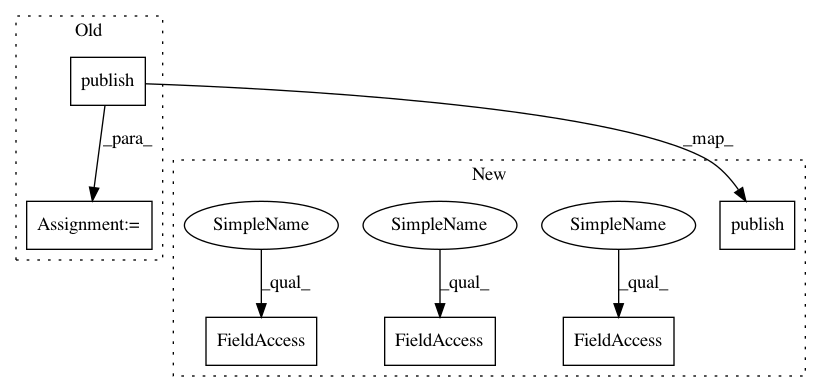 Old
publish
_para_
_map_
New
Assignment:=
SimpleName
SimpleName
SimpleName
publish
_qual_
_qual_
_qual_
FieldAccess
FieldAccess
FieldAccess